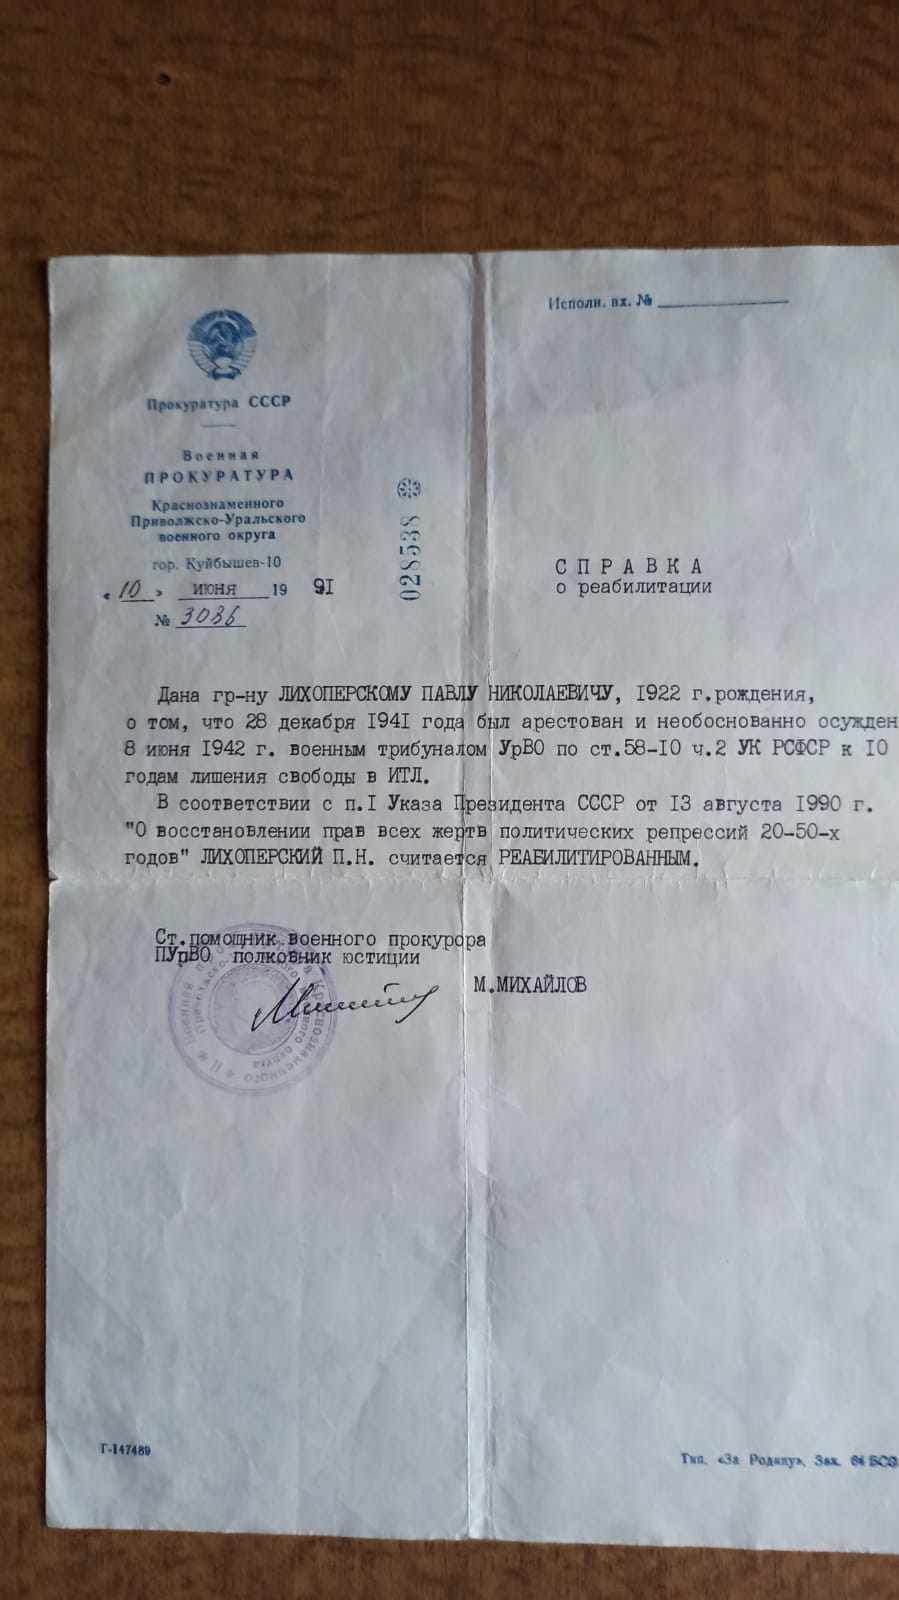 Исполн. вх. №
Прокуратура СССР
Военная
ПРОКУРАТУРА
Краснознаменного
Приволжско-Уральского
военного округа
гор. Куйбышев-10
«10» июня 1991
№ 3036
028538
СПРАВКА
о реабилитации
Дана гр-ну ЛИХОПЕРСКОМУ ПАВЛУ НИКОЛАЕВИЧУ, 1922 г.рождения,
о том, что 28 декабря 1941 года был арестован и необоснованно осужден
8 июня 1942 г. военным трибуналом УрВО по ст.58-10 ч.2 УК РСФСР к 10
годам лишения свободы в ИТЛ.
В соответствии с п.I Указа Президента СССР от 13 августа 1990 г.
"О восстановлении прав всех жертв политических репрессий 20-50-х
годов" ЛИХОПЕРСКИЙ П.Н. считается РЕАБИЛИТИРОВАННЫМ.
Ст.помощник военного прокурора
ПУрВО полковник юстиции
М.МИХАЙЛОВ
Г-147489
Тип. «За Родину», Зак.